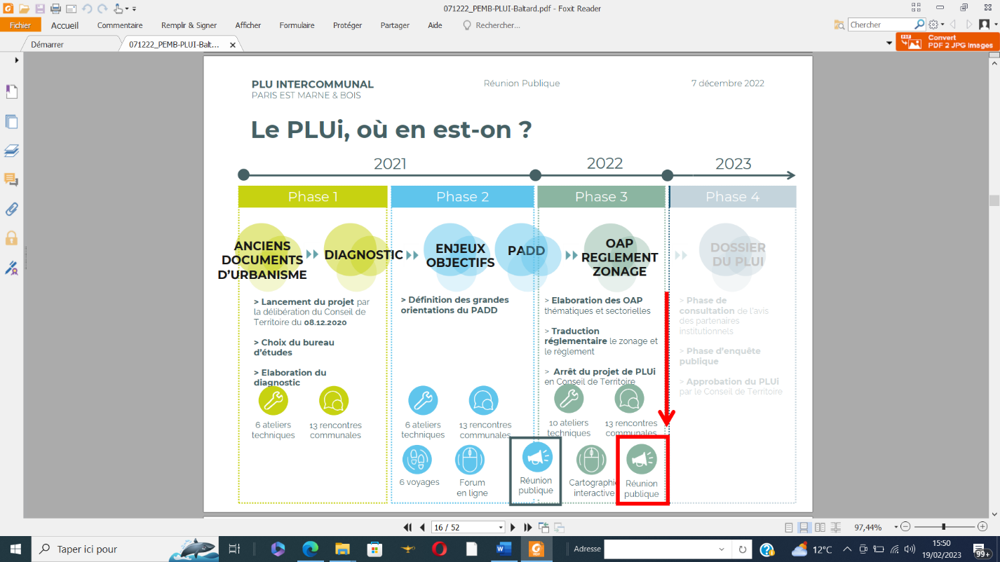 071222_PEMB-PLUI-Baltard.pdf - Foxit Reader
Fichier
Accueil
Commentaire
Remplir & Signer
Afficher
Formulaire
Protéger
Partager
Aide
Rechercher...
Chercher
Démarrer
071222_PEMB-PLUI-Balt...
Convert
PDF 2 JPG Images
PLU INTERCOMMUNAL
PARIS EST MARNE & BOIS
Réunion Publique
7 décembre 2022
Le PLUi, où en est-on ?
2021
2022
2023
Phase 1
Phase 2
Phase 3
Phase 4
ANCIENS
DOCUMENTS
D'URBANISME
DIAGNOSTIC
ENJEUX
OBJECTIFS
PADD
OAP
REGLEMENT
ZONAGE
DOSSIER
DU PLUI
> Lancement du projet par
la délibération du Conseil de
Territoire du 08.12.2020
> Choix du bureau
d'études
> Elaboration du
diagnostic
6 ateliers
techniques
13 rencontres
communales
> Définition des grandes
orientations du PADD
6 ateliers
techniques
13 rencontres
communales
6 voyages
Forum
en ligne
Réunion
publique
> Elaboration des OAP
thématiques et sectorielles
> Traduction
réglementaire le zonage et
le règlement
> Arrêt du projet de PLUi
en Conseil de Territoire
10 ateliers
techniques
13 rencontres
communales
Cartographie
interactive
Réunion
publique
> Phase de
consultation de l'avis
des partenaires
institutionnels
> Phase d'enquête
publique
> Approbation du PLUi
par le Conseil de Territoire
16 / 52
97,44%
Taper ici pour
Adresse
12°C
15:50
19/02/2023
99+